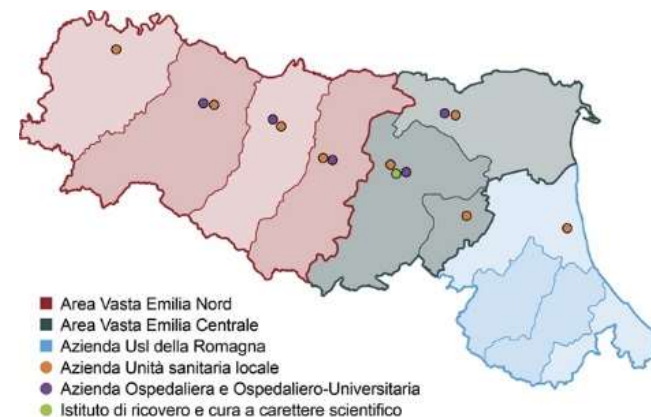 Area Vasta Emilia Nord
Area Vasta Emilia Centrale
Azienda Usl della Romagna
Azienda Unità sanitaria locale
Azienda Ospedaliera e Ospedaliero-Universitaria
Istituto di ricovero e cura a carettere scientifico